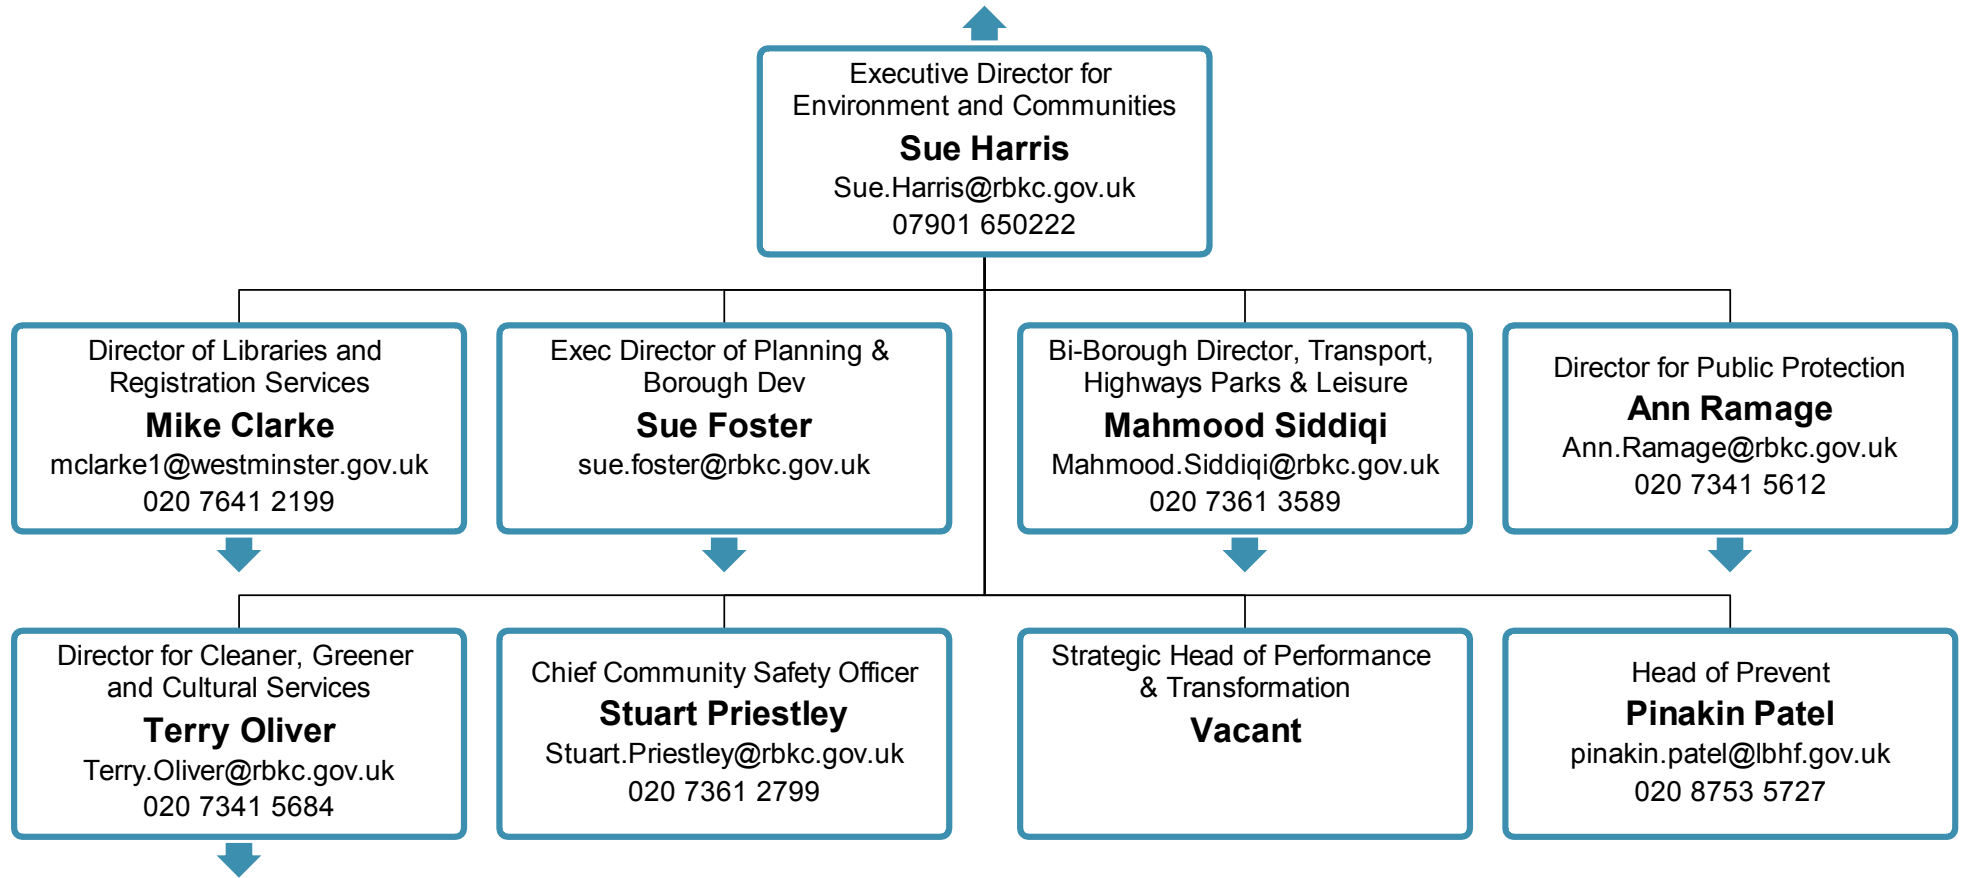 Executive Director for
Environment and Communities
Sue Harris
Sue.Harris@rbkc.gov.uk
07901 650222
Director of Libraries and
Registration Services
Mike Clarke
mclarke1@westminster.gov.uk
020 7641 2199
Exec Director of Planning &
Borough Dev
Sue Foster
sue.foster@rbkc.gov.uk
Bi-Borough Director, Transport,
Highways Parks & Leisure
Mahmood Siddiqi
Mahmood.Siddiqi@rbkc.gov.uk
020 7361 3589
Director for Public Protection
Ann Ramage
Ann.Ramage@rbkc.gov.uk
020 7341 5612
Director for Cleaner, Greener
and Cultural Services
Terry Oliver
Terry.Oliver@rbkc.gov.uk
020 7341 5684
Chief Community Safety Officer
Stuart Priestley
Stuart.Priestley@rbkc.gov.uk
020 7361 2799
Strategic Head of Performance
& Transformation
Vacant
Head of Prevent
Pinakin Patel
pinakin.patel@lbhf.gov.uk
020 8753 5727